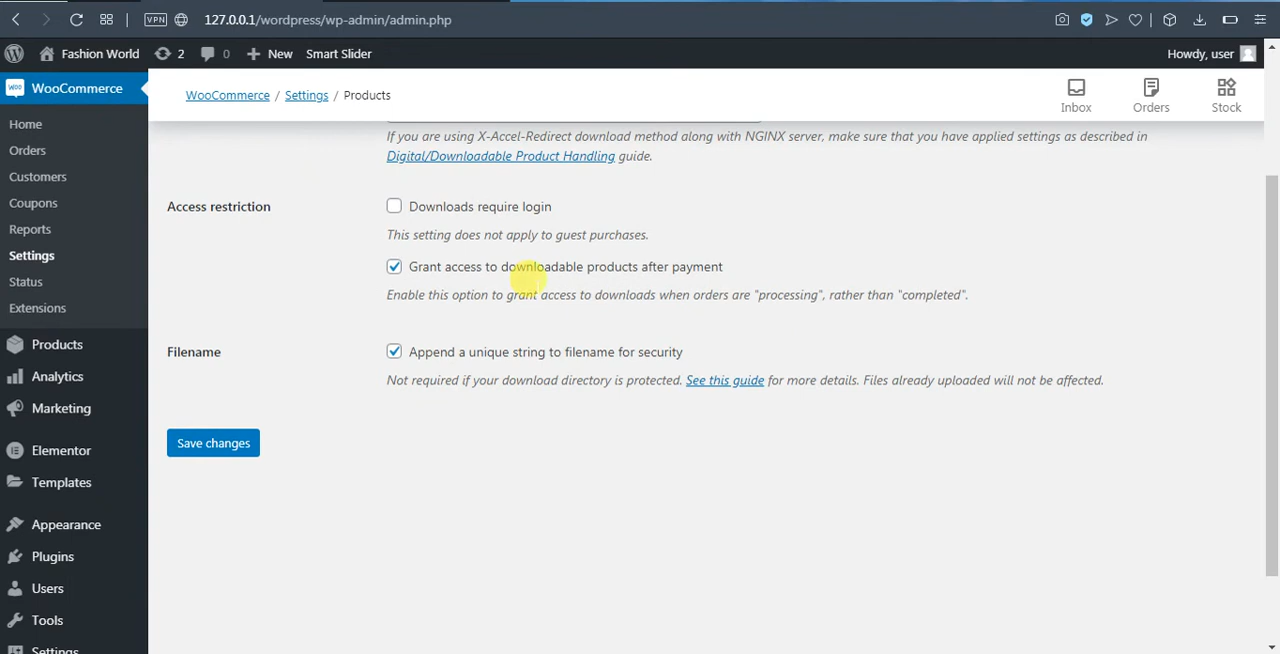 VPN
127.0.0.1/wordpress/wp-admin/admin.php
Fashion World
2
0
New
Smart Slider
Howdy, user
WooCommerce
Home
Orders
Customers
Coupons
Reports
Settings
Status
Extensions
Products
Analytics
Marketing
Elementor
Templates
Appearance
Plugins
Users
Tools
Settings
WooCommerce / Settings / Products
Inbox
Orders
Stock
If you are using X-Accel-Redirect download method along with NGINX server, make sure that you have applied settings as described in
Digital/Downloadable Product Handling guide.
Access restriction
Downloads require login
This setting does not apply to guest purchases.
Grant access to downloadable products after payment
Enable this option to grant access to downloads when orders are "processing", rather than "completed".
Filename
Append a unique string to filename for security
Not required if your download directory is protected. See this guide for more details. Files already uploaded will not be affected.
Save changes